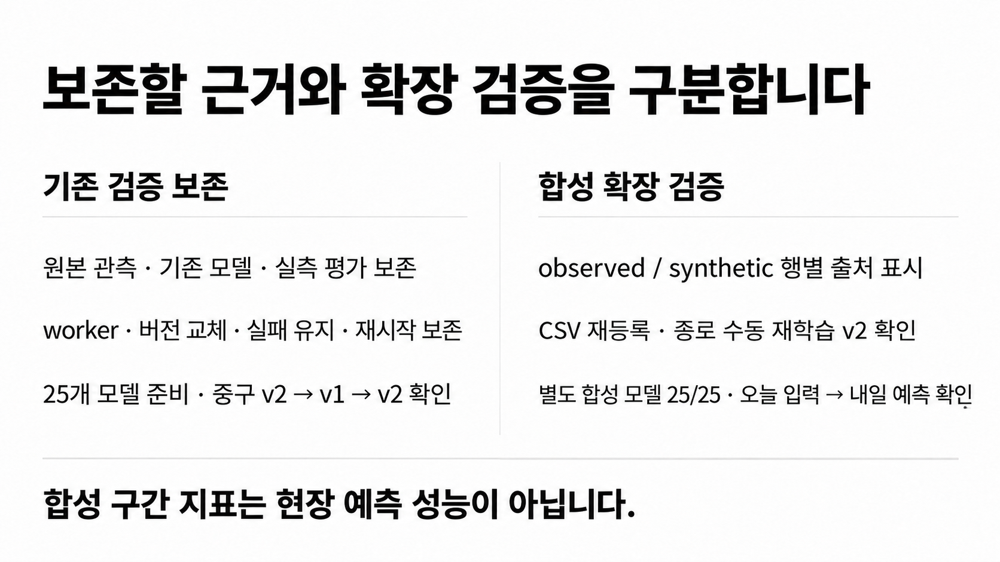 보존할 근거와 확장 검증을 구분합니다
기존 검증 보존
원본 관측 · 기존 모델 · 실측 평가 보존
worker · 버전 교체 · 실패 유지 · 재시작 보존
25개 모델 준비 · 중구 v2 → v1 → v2 확인
합성 확장 검증
observed / synthetic 행별 출처 표시
CSV 재등록 · 종로 수동 재학습 v2 확인
별도 합성 모델 25/25 · 오늘 입력 → 내일 예측 확인
합성 구간 지표는 현장 예측 성능이 아닙니다.